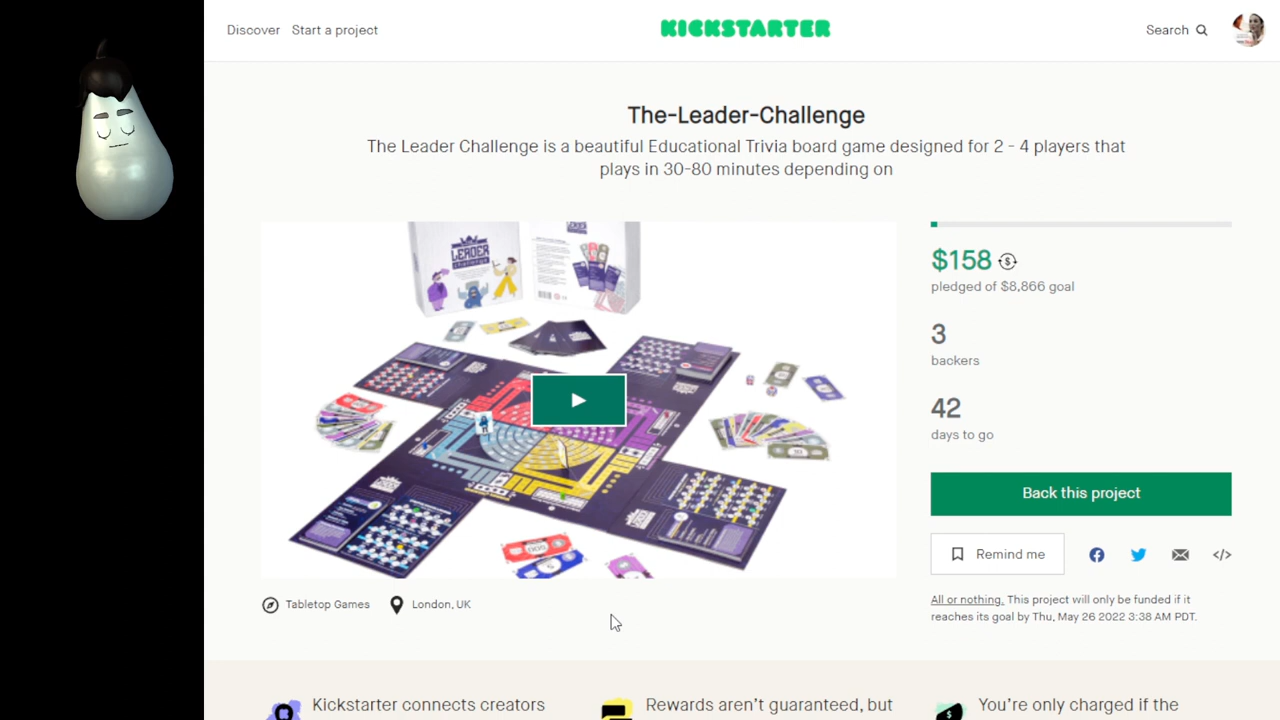 Discover Start a project
KICKSTARTER
Search
The-Leader-Challenge
The Leader Challenge is a beautiful Educational Trivia board game designed for 2 - 4 players that
plays in 30-80 minutes depending on
LEADER
challenge
$158
pledged of $8,866 goal
3
backers
42
days to go
Back this project
Remind me
Tabletop Games London, UK
All or nothing. This project will only be funded if it
reaches its goal by Thu, May 26 2022 3:38 AM PDT.
Kickstarter connects creators
Rewards aren't guaranteed, but
You're only charged if the